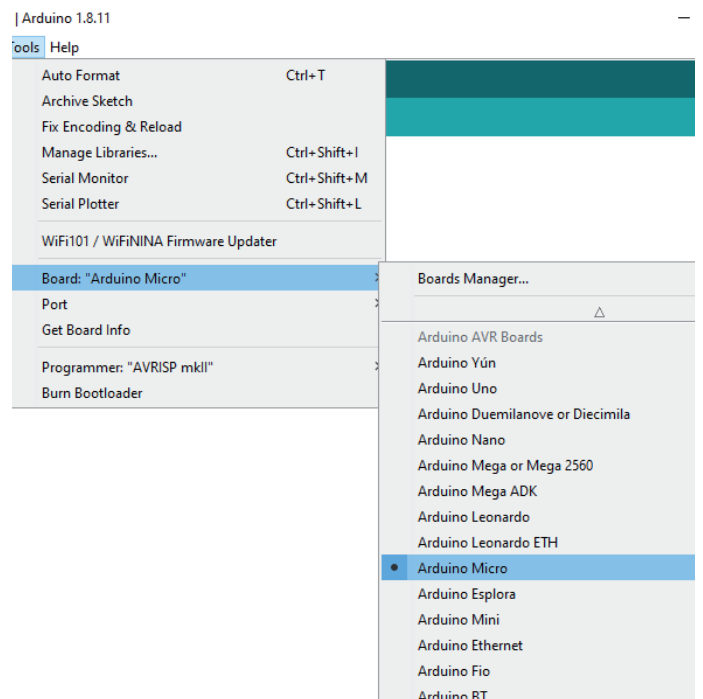 | Arduino 1.8.11
Tools Help
Auto Format Ctrl+T
Archive Sketch
Fix Encoding & Reload
Manage Libraries... Ctrl+Shift+I
Serial Monitor Ctrl+Shift+M
Serial Plotter Ctrl+Shift+L
WiFi101 / WiFiNINA Firmware Updater
Board: "Arduino Micro"
Port
Get Board Info
Programmer: "AVRISP mkII"
Burn Bootloader
Boards Manager...
Arduino AVR Boards
Arduino Yún
Arduino Uno
Arduino Duemilanove or Diecimila
Arduino Nano
Arduino Mega or Mega 2560
Arduino Mega ADK
Arduino Leonardo
Arduino Leonardo ETH
Arduino Micro
Arduino Esplora
Arduino Mini
Arduino Ethernet
Arduino Fio
Arduino BT